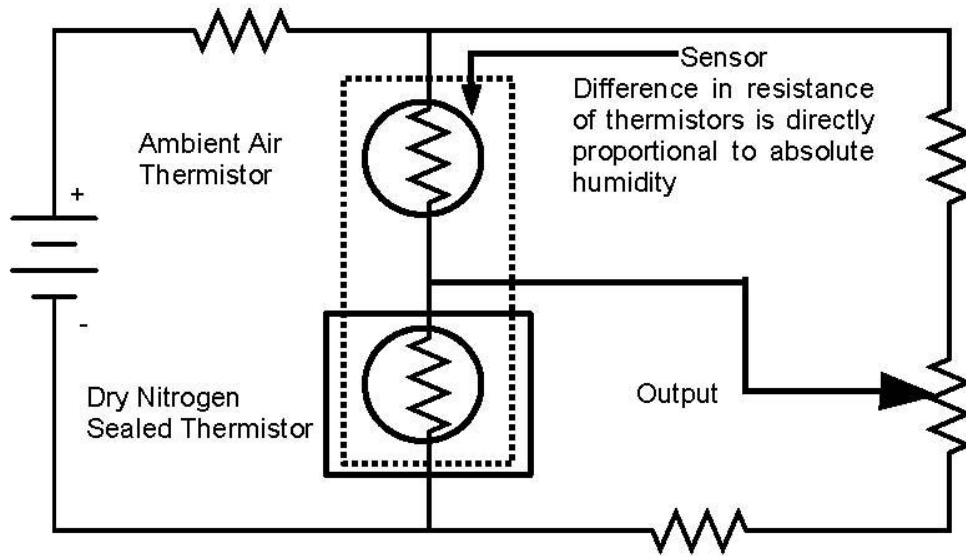 Sensor
Difference in resistance
of thermistors is directly
proportional to absolute
humidity
Ambient Air
Thermistor
+
-
Dry Nitrogen
Sealed Thermistor
Output